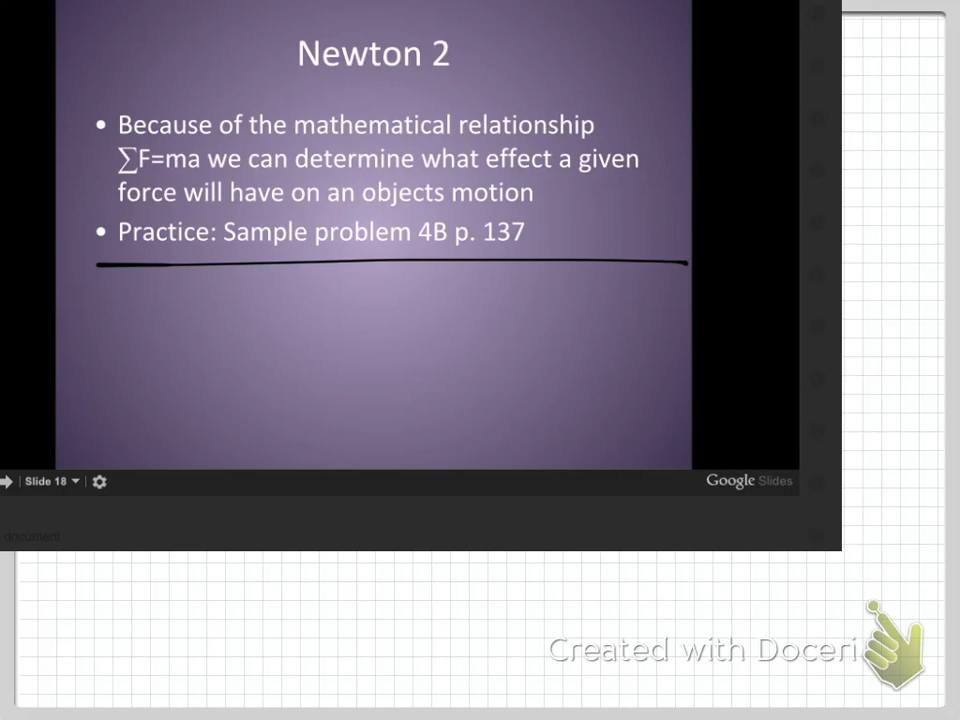 Newton 2
• Because of the mathematical relationship
∑F=ma we can determine what effect a given
force will have on an objects motion
• Practice: Sample problem 4B p. 137
Slide 18
Google Slides
document
Created with Doceri